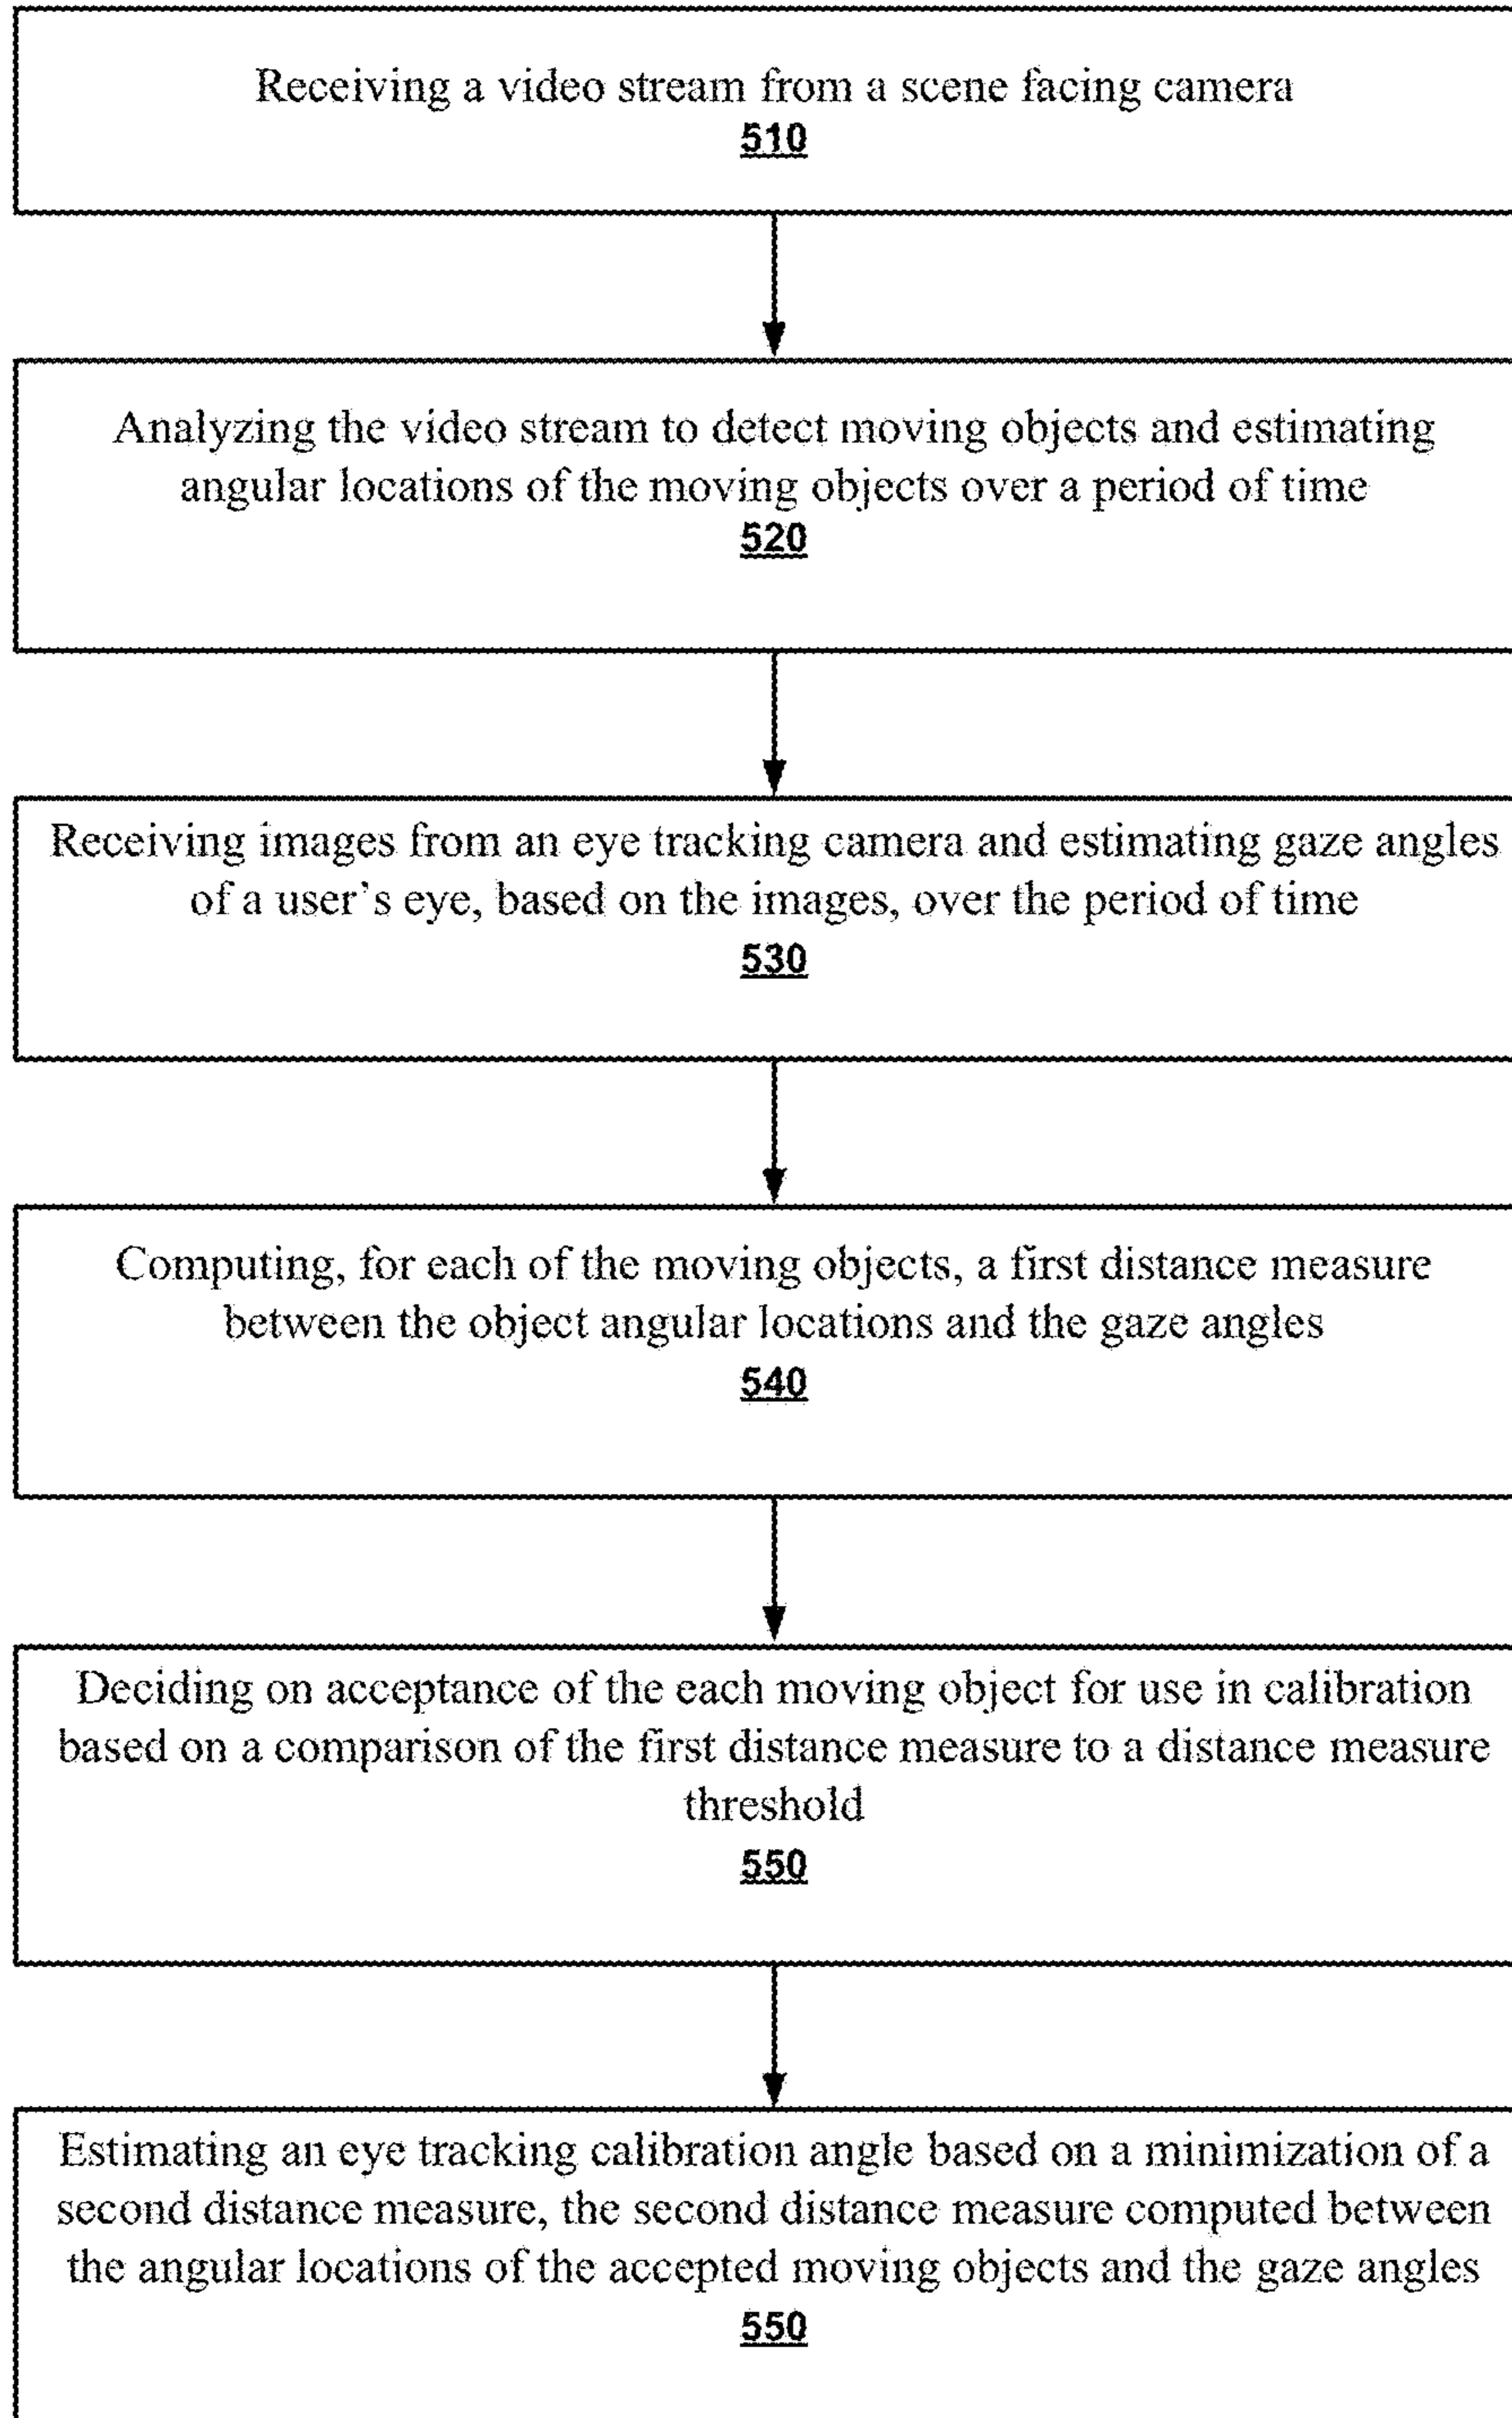 Receiving a video stream from a scene facing camera
510
Analyzing the video stream to detect moving objects and estimating
angular locations of the moving objects over a period of time
520
Receiving images from an eye tracking camera and estimating gaze angles
of a user's eye, based on the images, over the period of time
530
Computing, for each of the moving objects, a first distance measure
between the object angular locations and the gaze angles
540
Deciding on acceptance of the each moving object for use in calibration
based on a comparison of the first distance measure to a distance measure
threshold
550
Estimating an eye tracking calibration angle based on a minimization of a
second distance measure, the second distance measure computed between
the angular locations of the accepted moving objects and the gaze angles
550